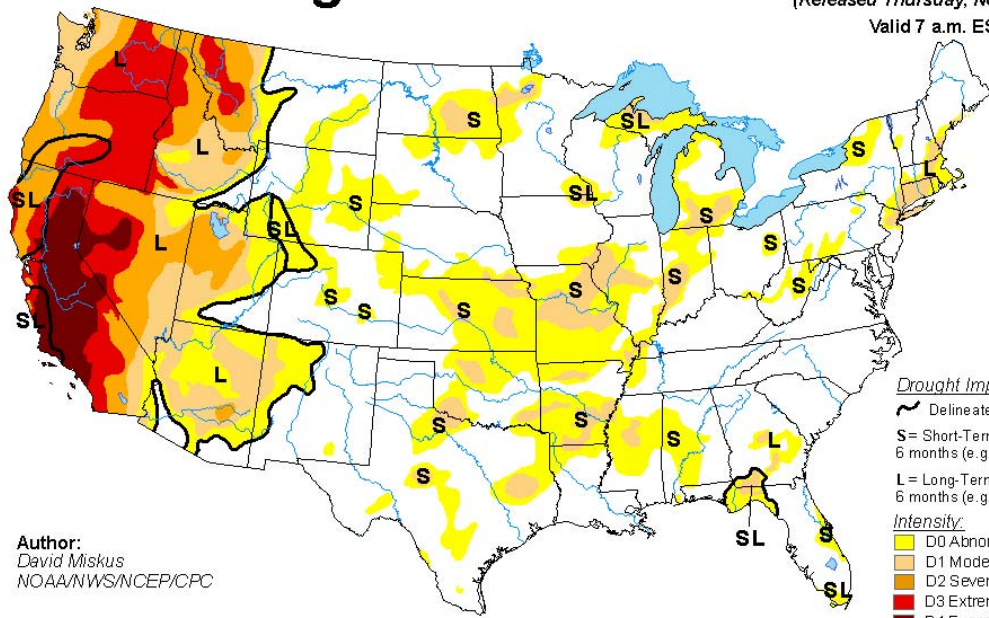 (Released Thursday, No
Valid 7 a.m. ES
L
S
SL
L
S
L
SL
SL
S
S
SL
L
S
S
S
S
S
S
S
SL
L
S
S
S
L
S
SL
S
SL
Drought Imp
Delineate
S = Short-Term
6 months (e.g
L = Long-Term
6 months (e.g
Intensity:
D0 Abnor
D1 Mode
D2 Sever
D3 Extrem
Author:
David Miskus
NOAA/NWS/NCEP/CPC